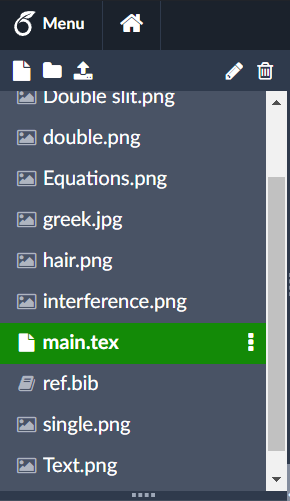 Menu
Double slit.png
double.png
Equations.png
greek.jpg
hair.png
interference.png
main.tex
ref.bib
single.png
Text.png